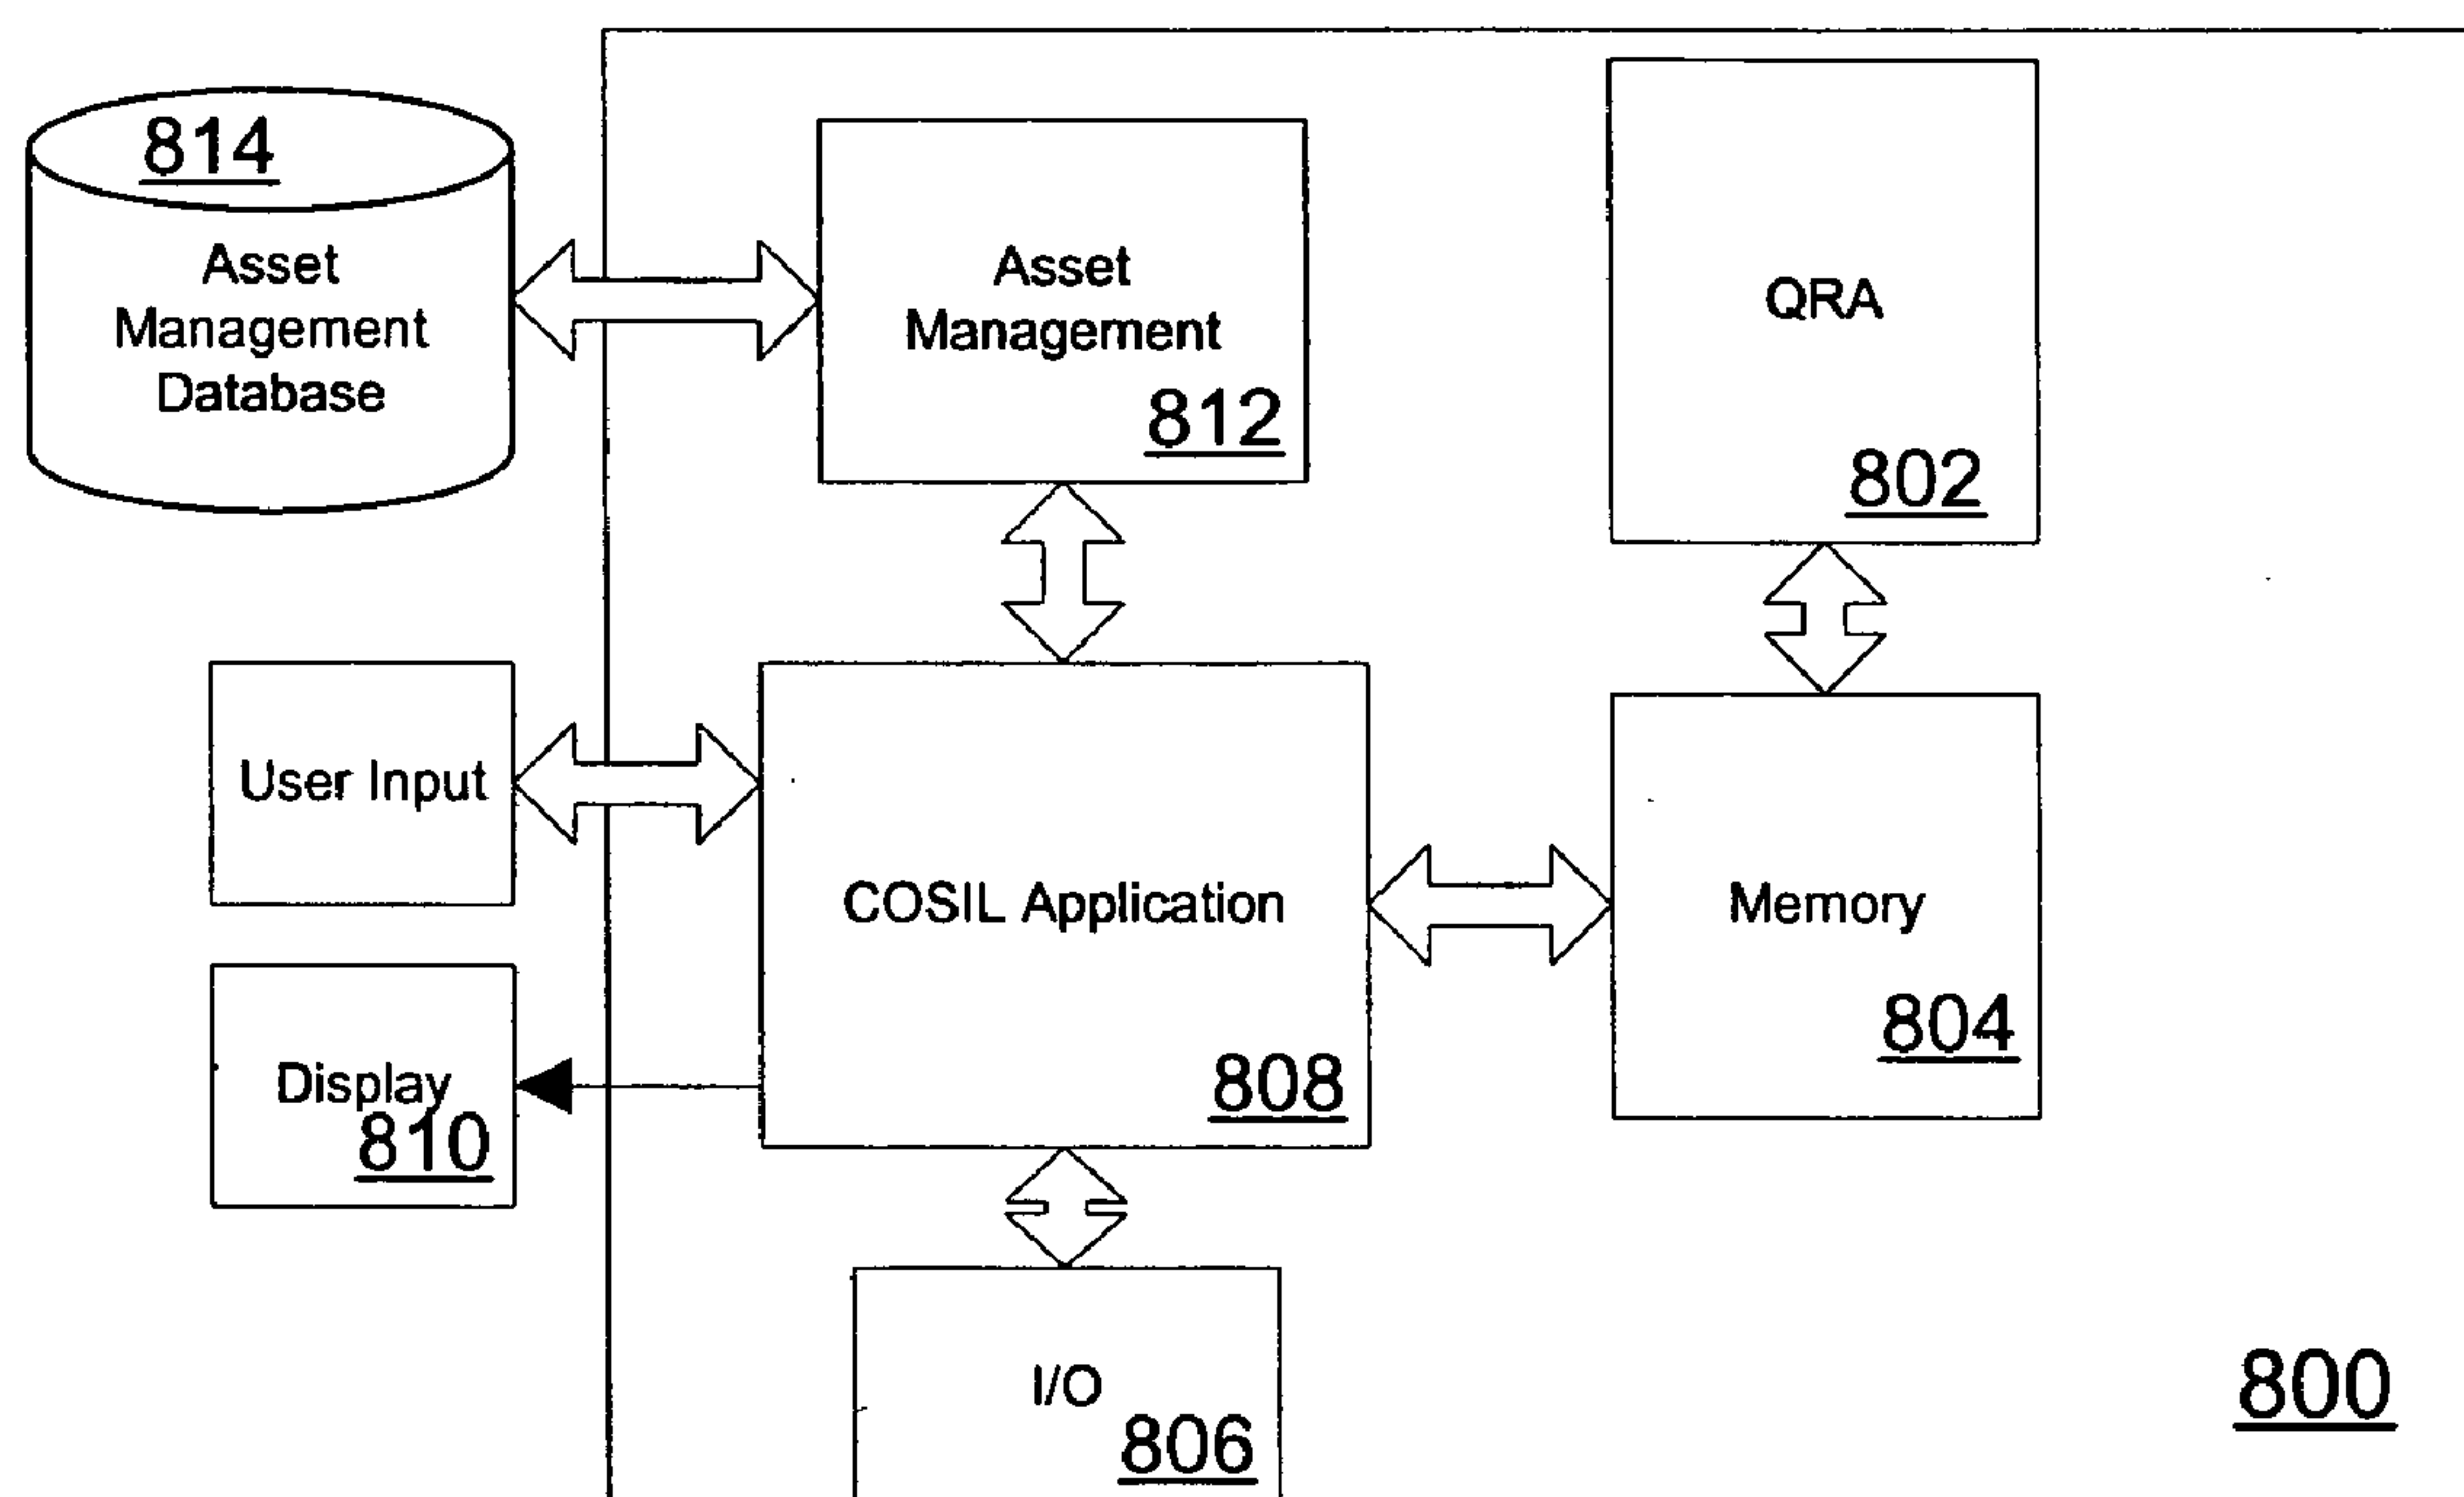 814
Asset
Management
Database
Asset
Management
812
QRA
802
User Input
COSIL Application
808
Memory
804
Display
810
I/O
806
800